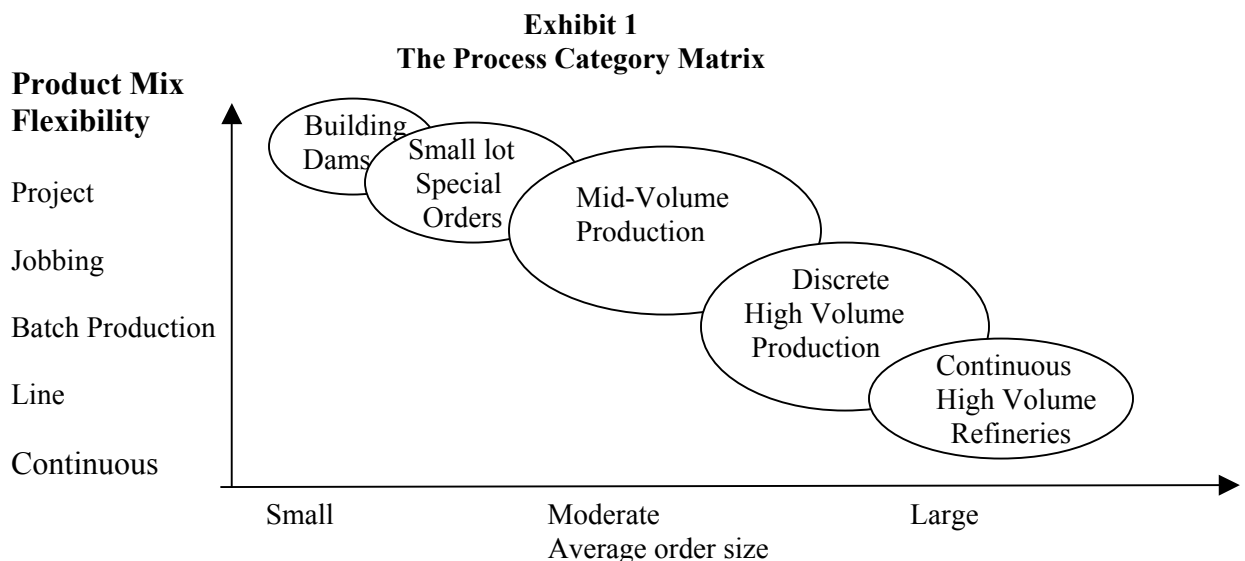 Exhibit 1
The Process Category Matrix
Product Mix
Flexibility
Project
Jobbing
Batch Production
Line
Continuous
Building
Dams
Small lot
Special
Orders
Mid-Volume
Production
Discrete
High Volume
Production
Continuous
High Volume
Refineries
Small
Moderate
Large
Average order size